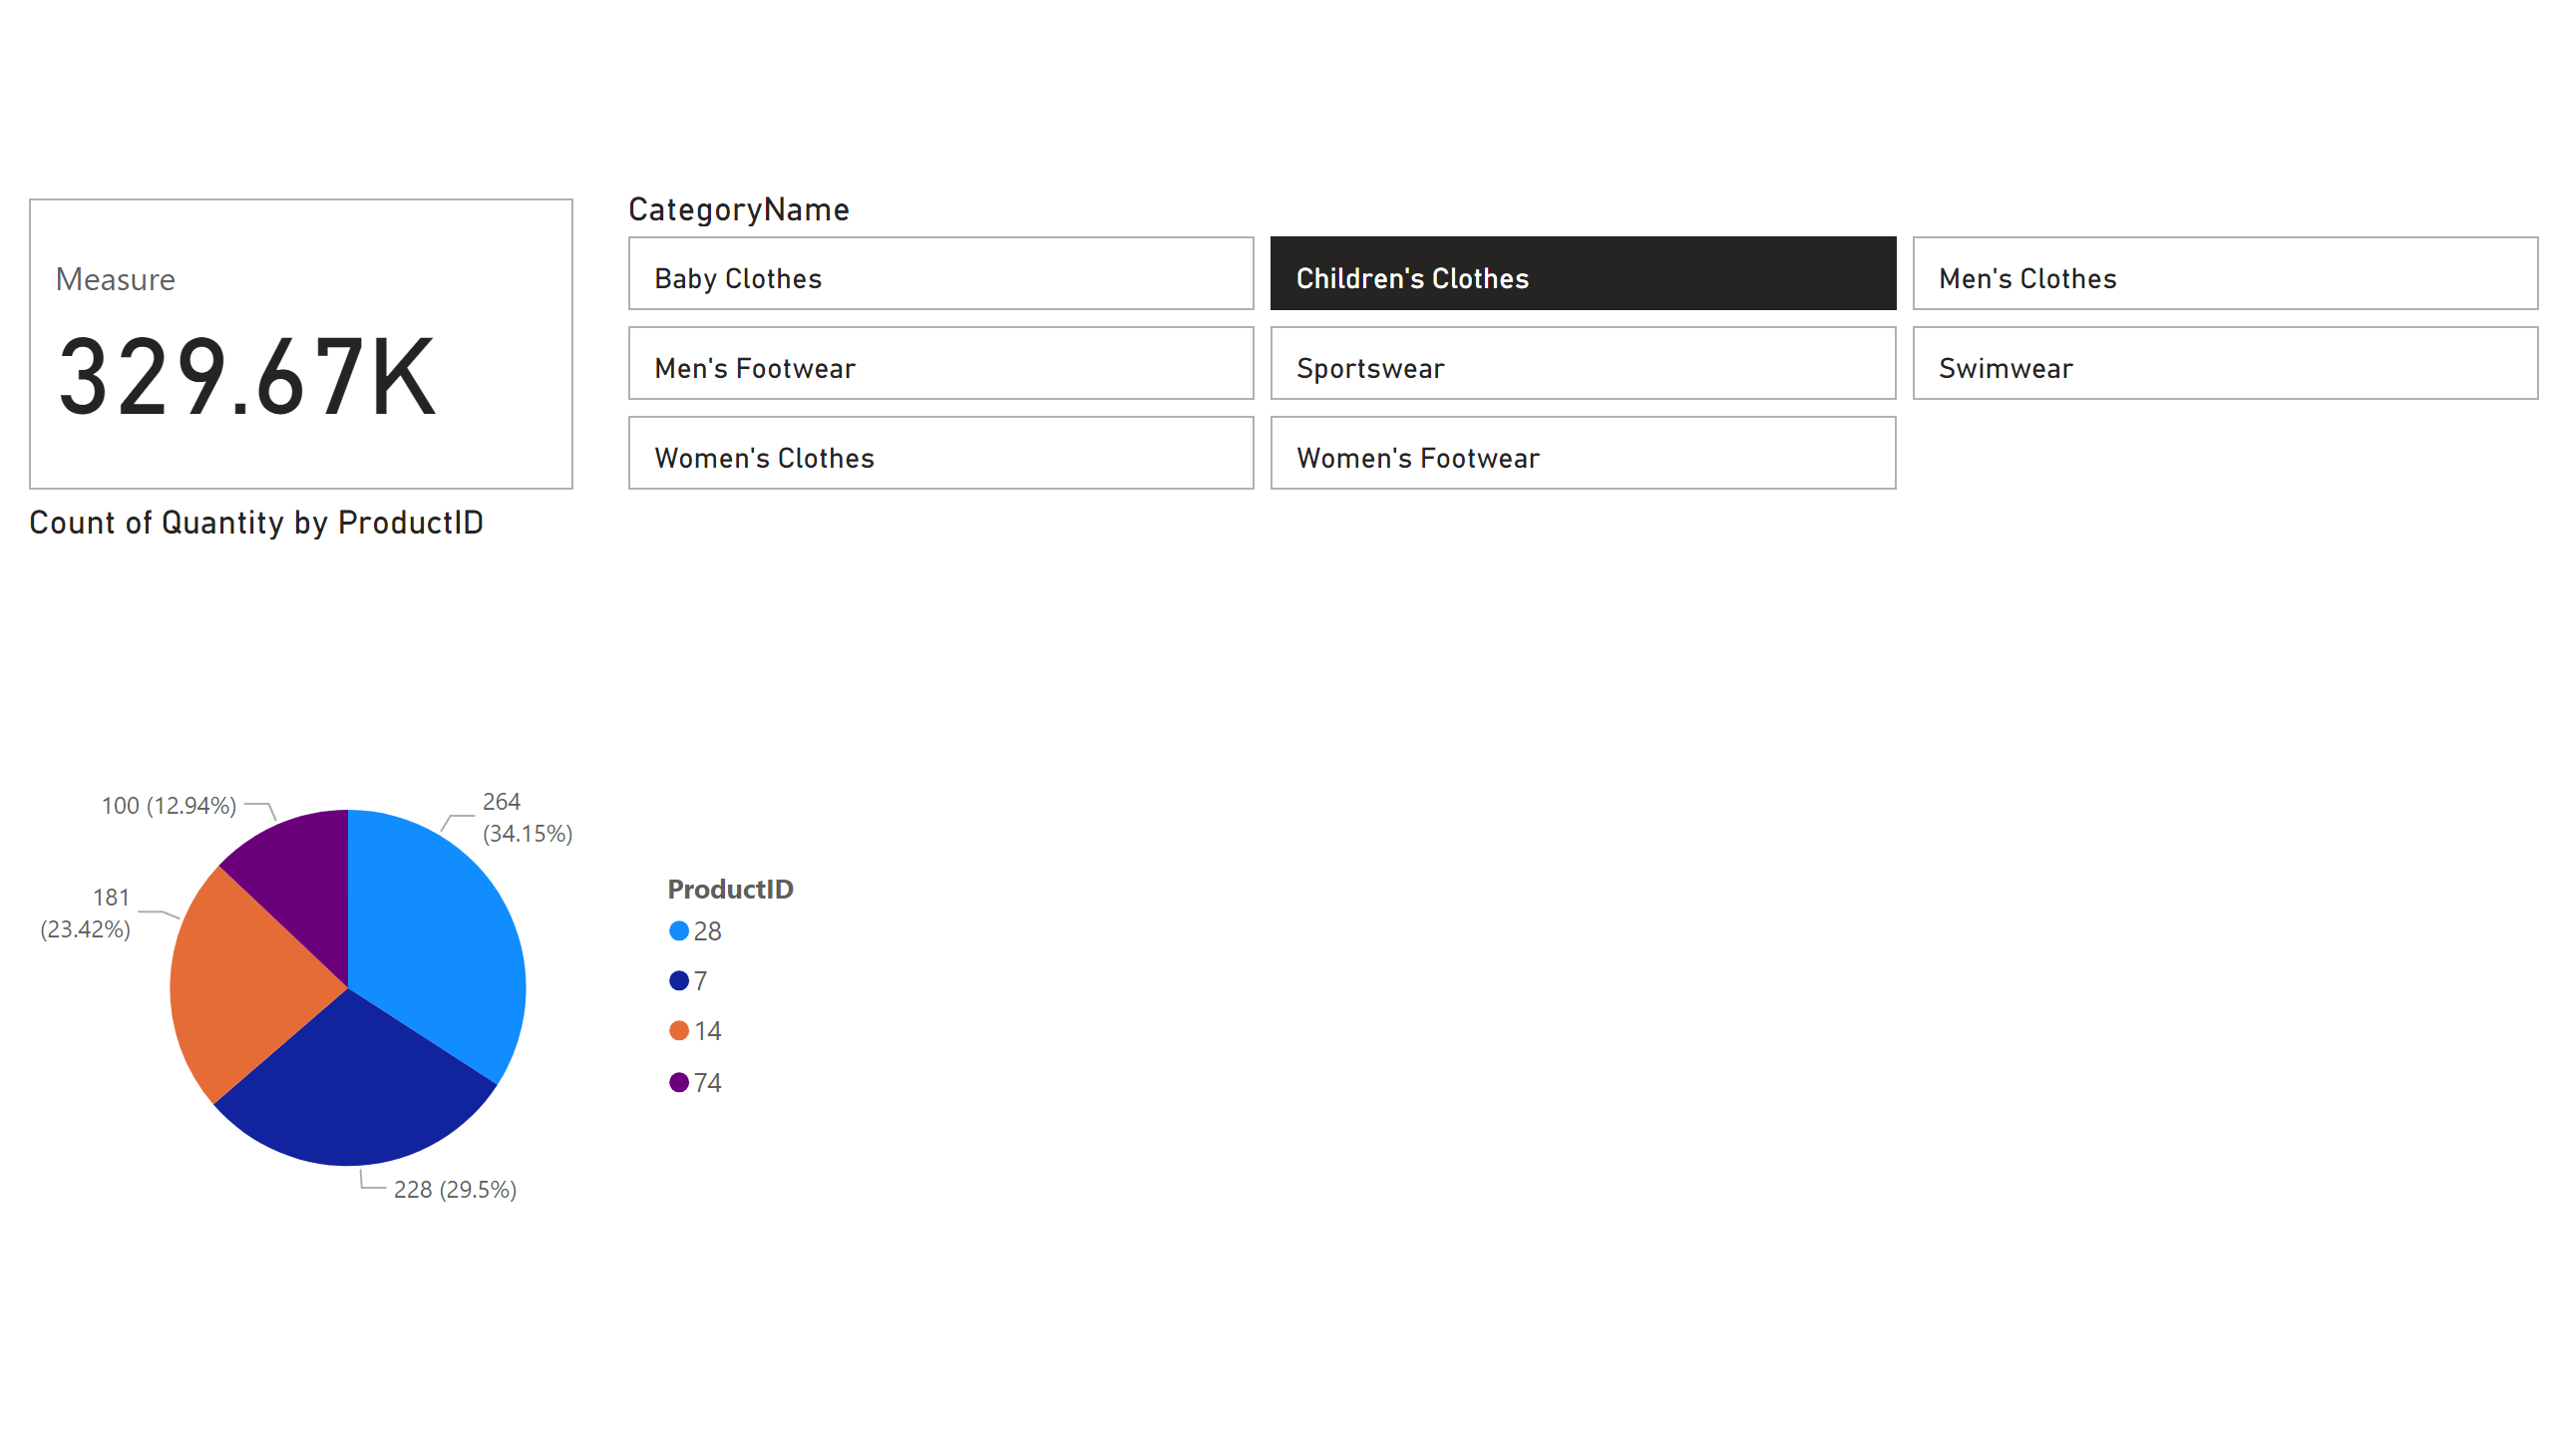 CategoryName
Measure
329.67K
Baby Clothes
Children's Clothes
Men's Clothes
Men's Footwear
Sportswear
Swimwear
Women's Clothes
Women's Footwear
Count of Quantity by ProductID
100 (12.94%)
264
(34.15%)
181
(23.42%)
228 (29.5%)
ProductID
28
7
14
74